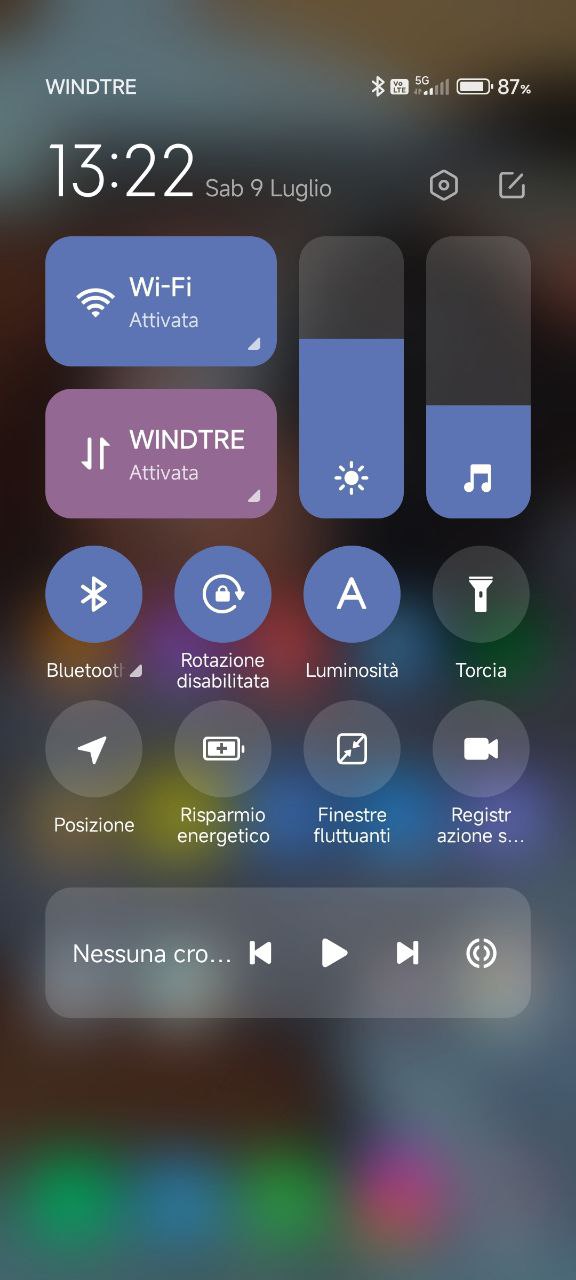 WINDTRE
Vo LTE 5G 87%
13:22 Sab 9 Luglio
Wi-Fi
Attivata
WINDTRE
Attivata
Bluetooth
Rotazione
disabilitata
Luminosità
Torcia
Posizione
Risparmio
energetico
Finestre
fluttuanti
Registr
azione s...
Nessuna cro...